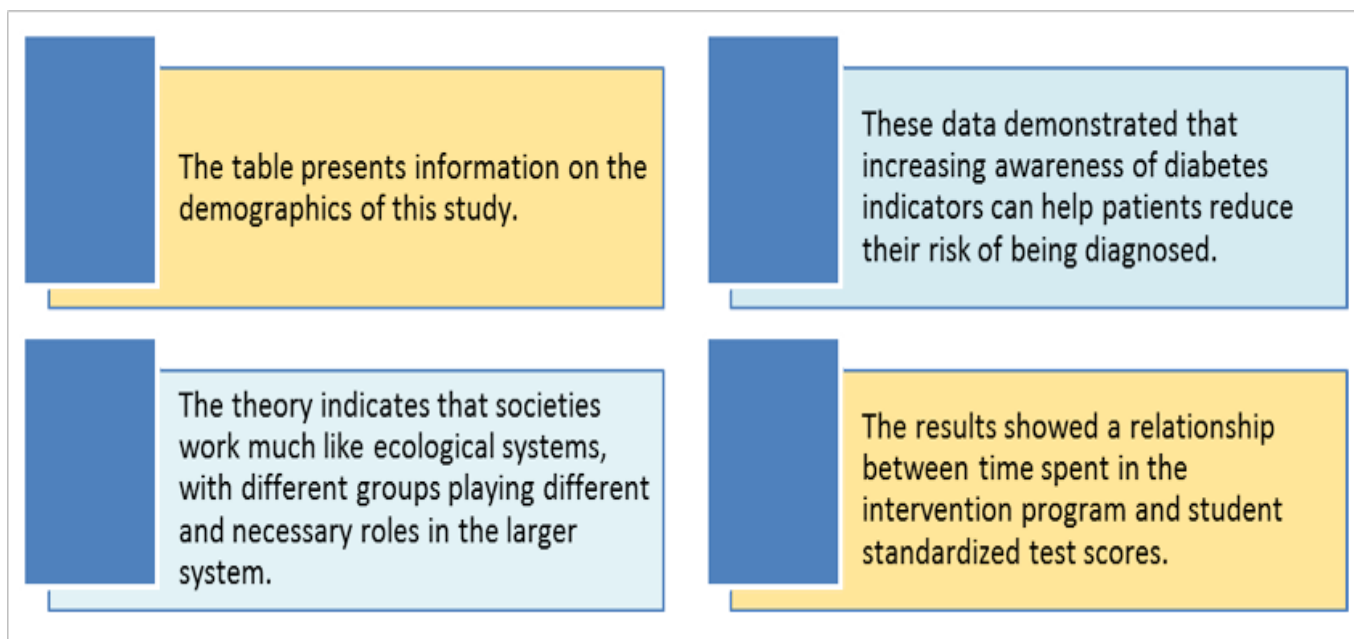 The table presents information on the
demographics of this study.
These data demonstrated that
increasing awareness of diabetes
indicators can help patients reduce
their risk of being diagnosed.
The theory indicates that societies
work much like ecological systems,
with different groups playing different
and necessary roles in the larger
system.
The results showed a relationship
between time spent in the
intervention program and student
standardized test scores.